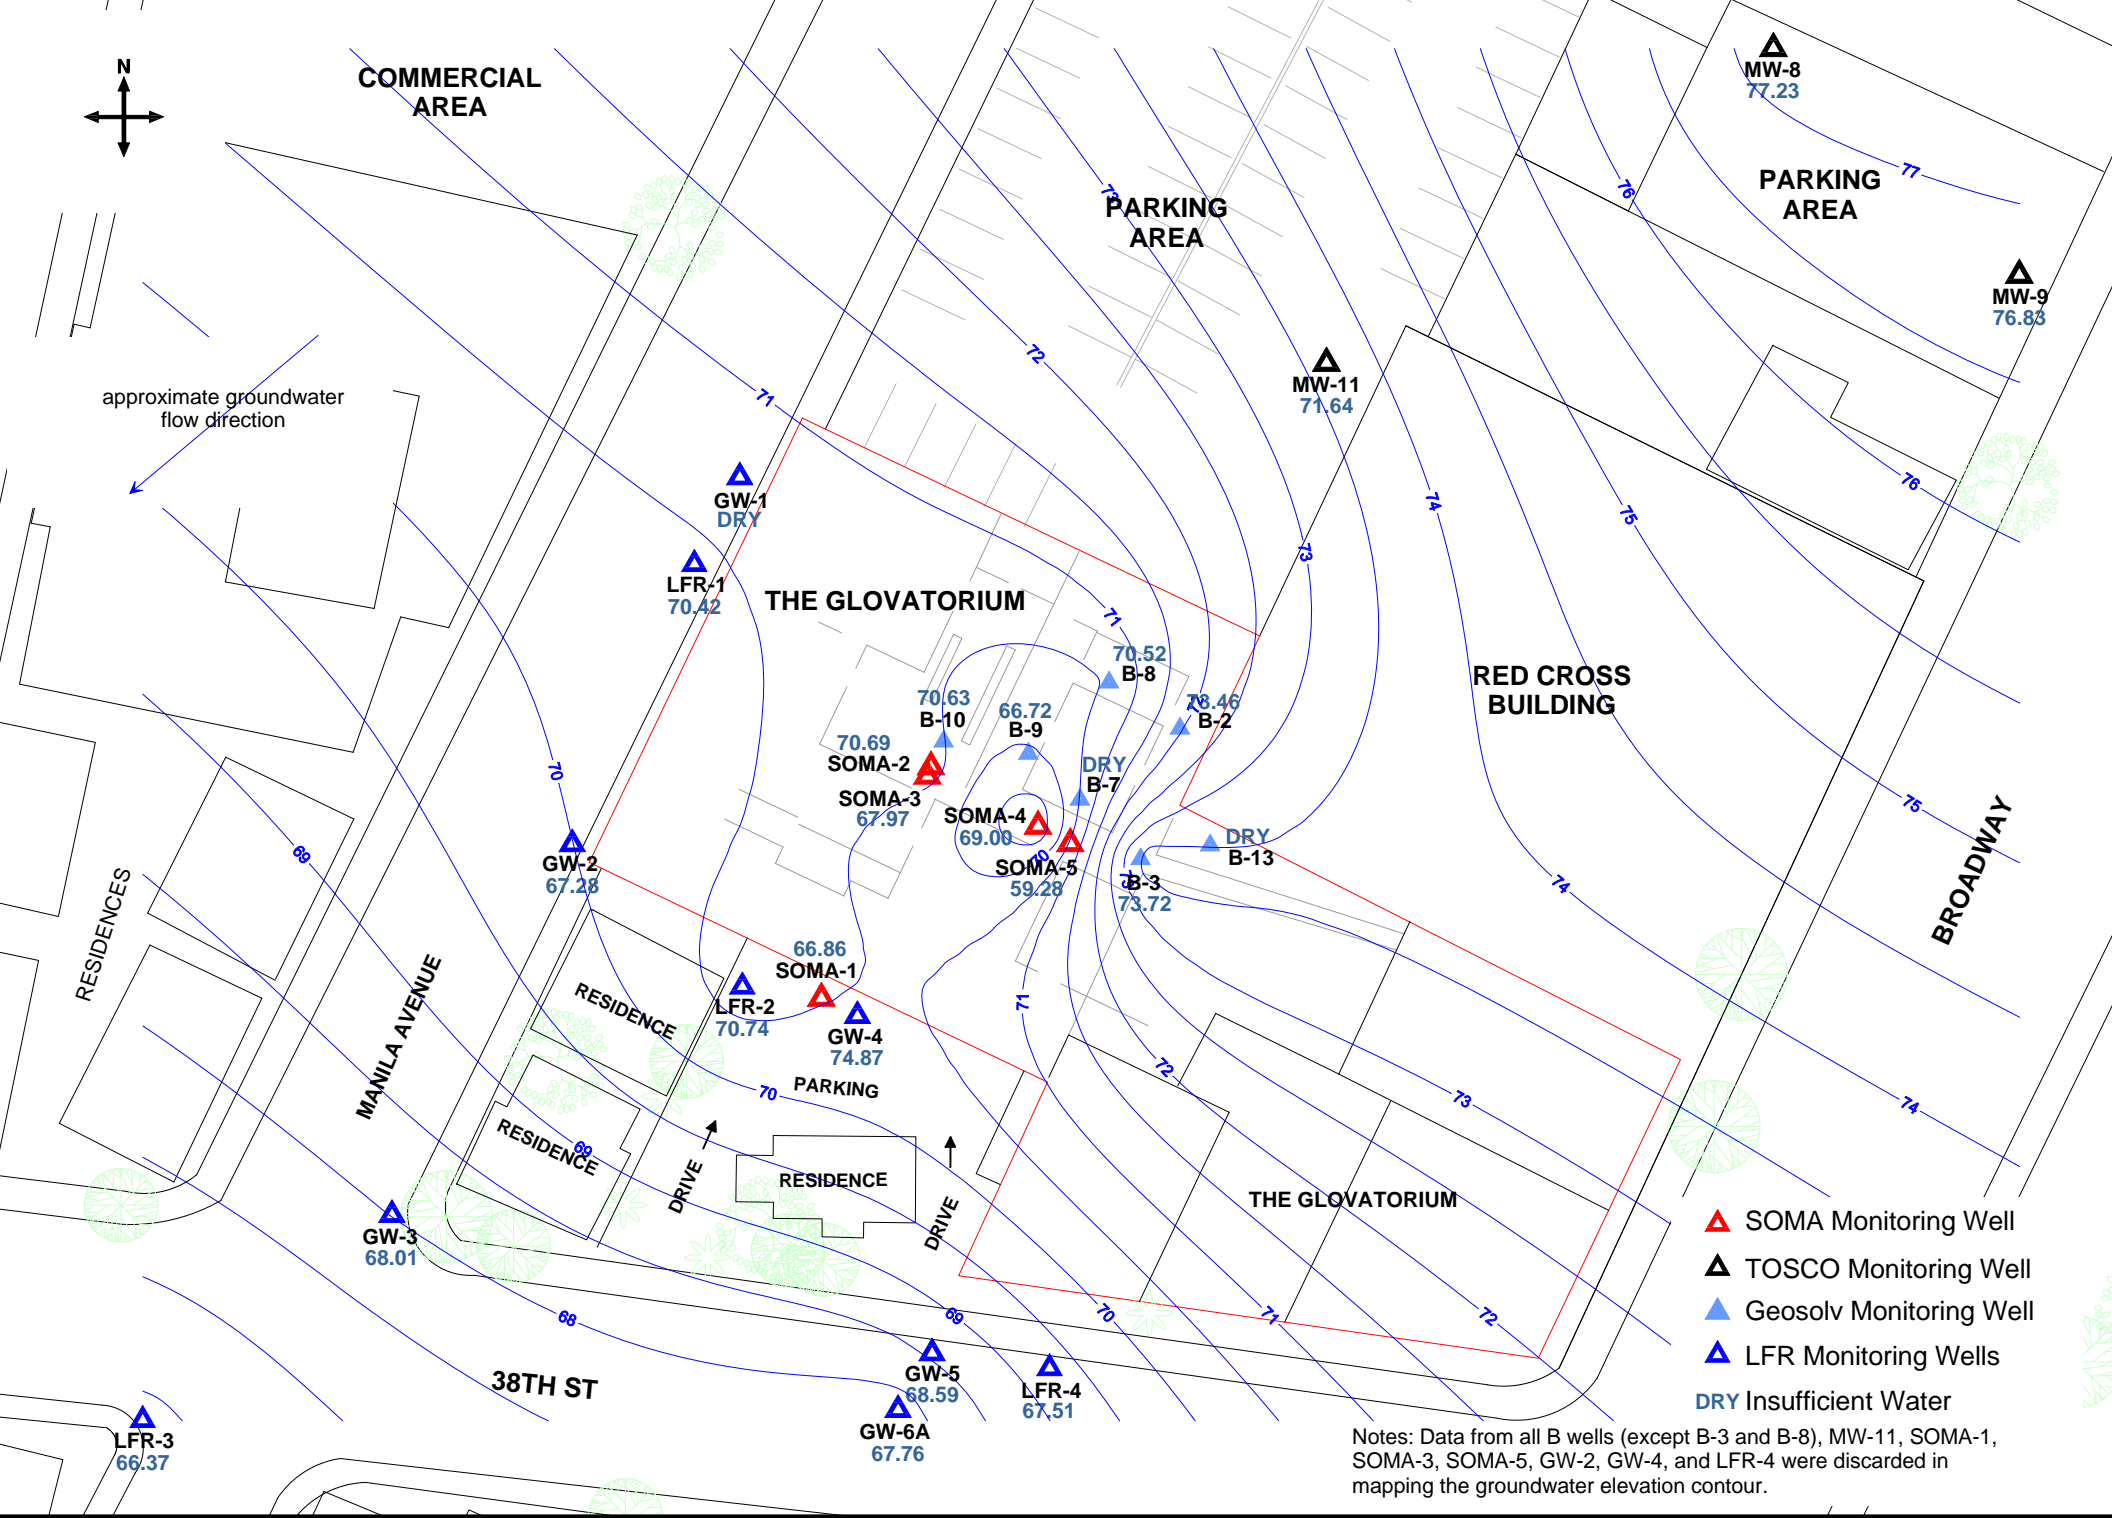 N
COMMERCIAL
AREA
MW-8
77.23
77
PARKING
AREA
76
73
PARKING
AREA
MW-9
76.83
72
MW-11
71.64
71
approximate groundwater
flow direction
76
74
75
GW-1
DRY
73
LFR-1
70.42
THE GLOVATORIUM
71
70.52
B-8
RED CROSS
BUILDING
70.63
B-10
66.72
B-9
73.46
72
B-2
70.69
SOMA-2
DRY
B-7
70
SOMA-3
67.97
SOMA-4
69.00
75
69
GW-2
67.28
70
SOMA-5
59.28
DRY
B-13
73
B-3
73.72
74
BROADWAY
RESIDENCES
66.86
SOMA-1
MANILA AVENUE
RESIDENCE
LFR-2
70.74
71
GW-4
74.87
PARKING
70
72
73
74
RESIDENCE
69
DRIVE
RESIDENCE
DRIVE
THE GLOVATORIUM
GW-3
68.01
68
69
70
71
72
38TH ST
GW-5
68.59
LFR-4
67.51
GW-6A
67.76
LFR-3
66.37
SOMA Monitoring Well
TOSCO Monitoring Well
Geosolv Monitoring Well
LFR Monitoring Wells
DRY Insufficient Water
Notes: Data from all B wells (except B-3 and B-8), MW-11, SOMA-1,
SOMA-3, SOMA-5, GW-2, GW-4, and LFR-4 were discarded in
mapping the groundwater elevation contour.